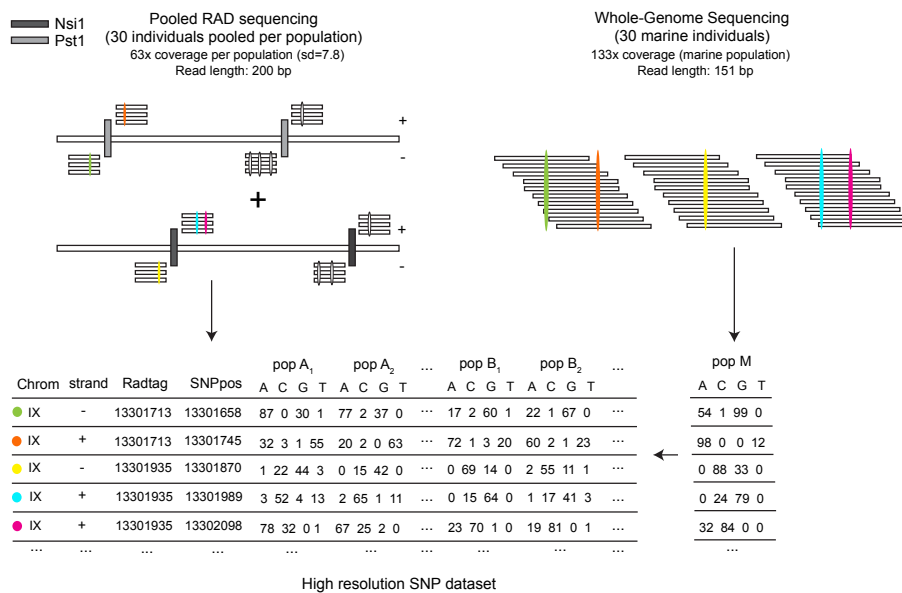 Nsi1
Pst1
Pooled RAD sequencing
(30 individuals pooled per population)
63x coverage per population (sd=7.8)
Read length: 200 bp
Whole-Genome Sequencing
(30 marine individuals)
133x coverage (marine population)
Read length: 151 bp
+
-
+
+
-
pop A1 pop A2 ... pop B1 pop B2 ... pop M
Chrom strand Radtag SNPpos A C G T A C G T A C G T A C G T A C G T
IX - 13301713 13301658 87 0 30 1 77 2 37 0 ... 17 2 60 1 22 1 67 0 ... 54 1 99 0
IX + 13301713 13301745 32 3 1 55 20 2 0 63 ... 72 1 3 20 60 2 1 23 ... 98 0 0 12
IX - 13301935 13301870 1 22 44 3 0 15 42 0 ... 0 69 14 0 2 55 11 1 ... 0 88 33 0
IX + 13301935 13301989 3 52 4 13 2 65 1 11 ... 0 15 64 0 1 17 41 3 ... 0 24 79 0
IX + 13301935 13302098 78 32 0 1 67 25 2 0 ... 23 70 1 0 19 81 0 1 ... 32 84 0 0
... ... ... ... ... ... ... ... ... ... ...
High resolution SNP dataset